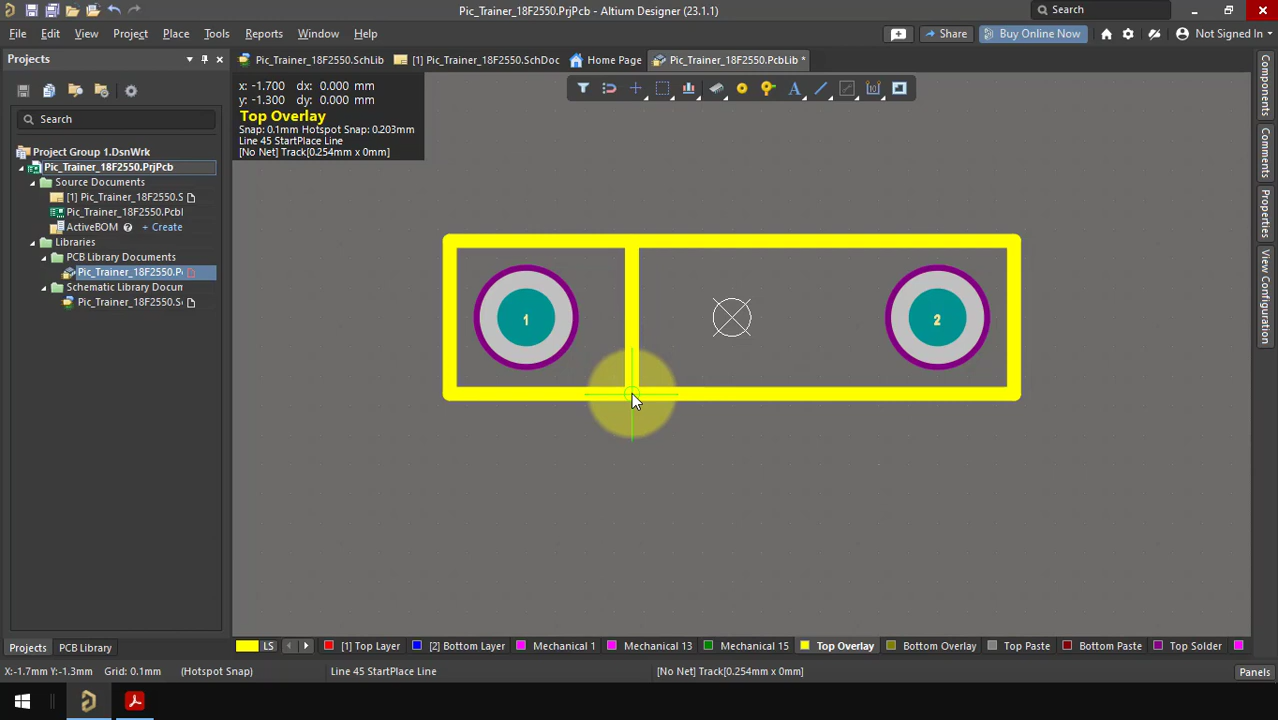 Pic_Trainer_18F2550.PrjPcb - Altium Designer (23.1.1)
Search
File Edit View Project Place Tools Reports Window Help
Share
Buy Online Now
Not Signed In
Projects
Pic_Trainer_18F2550.SchLib
[1] Pic_Trainer_18F2550.SchDoc
Home Page
Pic_Trainer_18F2550.PcbLib *
x: -1.700 dx: 0.000 mm
y: -1.300 dy: 0.000 mm
Top Overlay
Snap: 0.1mm Hotspot Snap: 0.203mm
Line 45 StartPlace Line
[No Net] Track[0.254mm x 0mm]
Search
Project Group 1.DsnWrk
Pic_Trainer_18F2550.PrjPcb
Source Documents
[1] Pic_Trainer_18F2550.S
Pic_Trainer_18F2550.Pcbl
ActiveBOM
+ Create
Libraries
PCB Library Documents
Pic_Trainer_18F2550.Pc
Schematic Library Docum
Pic_Trainer_18F2550.Sc
1
2
A
10
Components
Comments
Properties
View Configuration
Projects
PCB Library
LS
[1] Top Layer
[2] Bottom Layer
Mechanical 1
Mechanical 13
Mechanical 15
Top Overlay
Bottom Overlay
Top Paste
Bottom Paste
Top Solder
X:-1.7mm Y:-1.3mm Grid: 0.1mm (Hotspot Snap)
Line 45 StartPlace Line
[No Net] Track[0.254mm x 0mm]
Panels